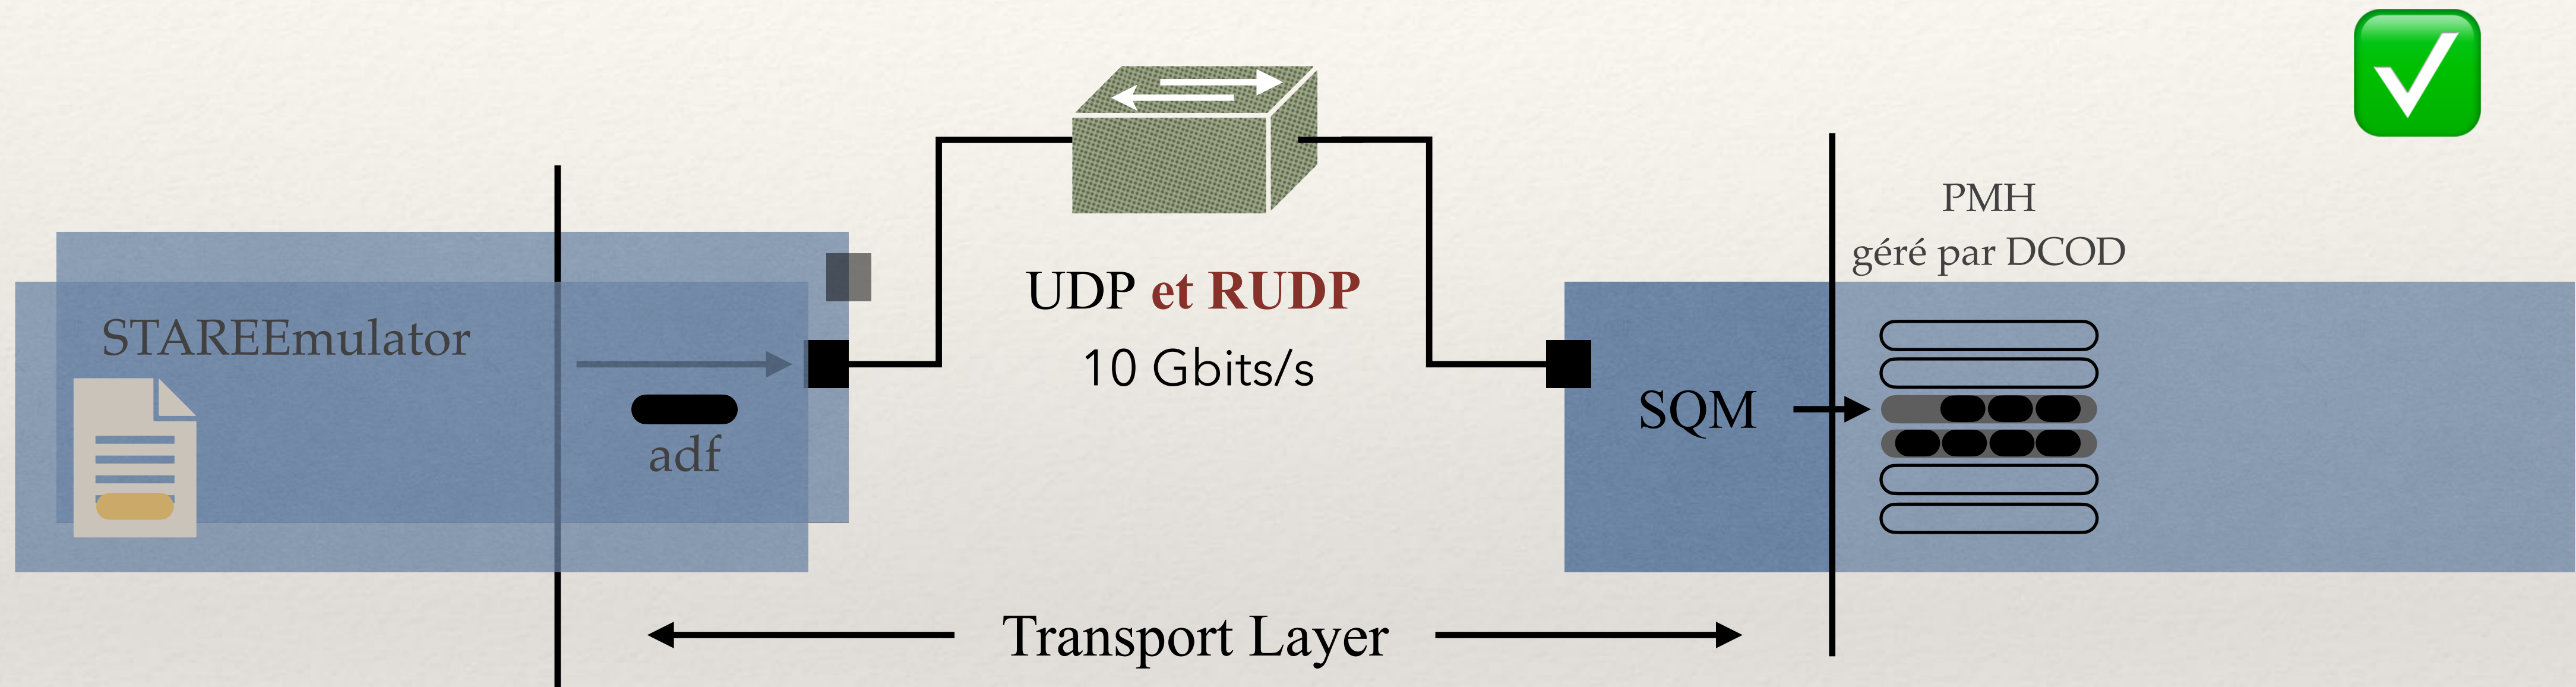 PMH
géré par DCOD
UDP et RUDP
10 Gbits/s
STAREEmulator
adf
SQM
Transport Layer